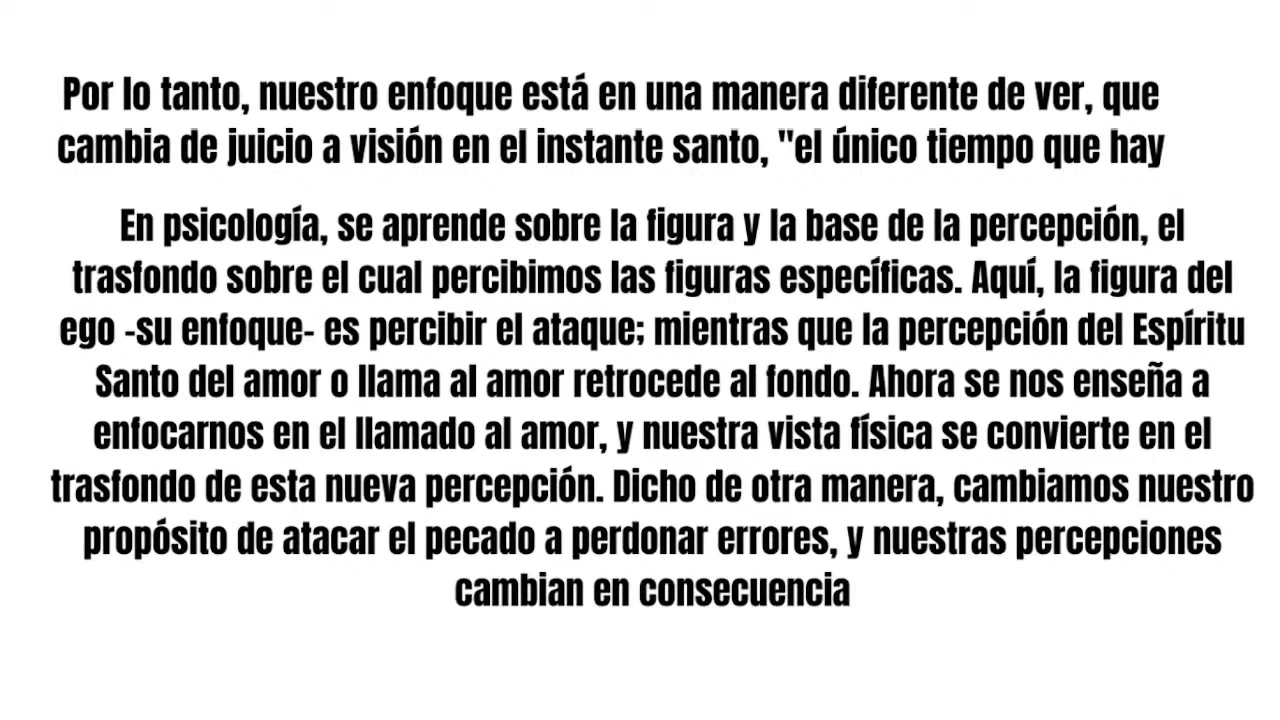 Por lo tanto, nuestro enfoque está en una manera diferente de ver, que
cambia de juicio a visión en el instante santo, "el único tiempo que hay
En psicología, se aprende sobre la figura y la base de la percepción, el
trasfondo sobre el cual percibimos las figuras específicas. Aquí, la figura del
ego -su enfoque- es percibir el ataque; mientras que la percepción del Espíritu
Santo del amor o llama al amor retrocede al fondo. Ahora se nos enseña a
enfocarnos en el llamado al amor, y nuestra vista física se convierte en el
trasfondo de esta nueva percepción. Dicho de otra manera, cambiamos nuestro
propósito de atacar el pecado a perdonar errores, y nuestras percepciones
cambian en consecuencia